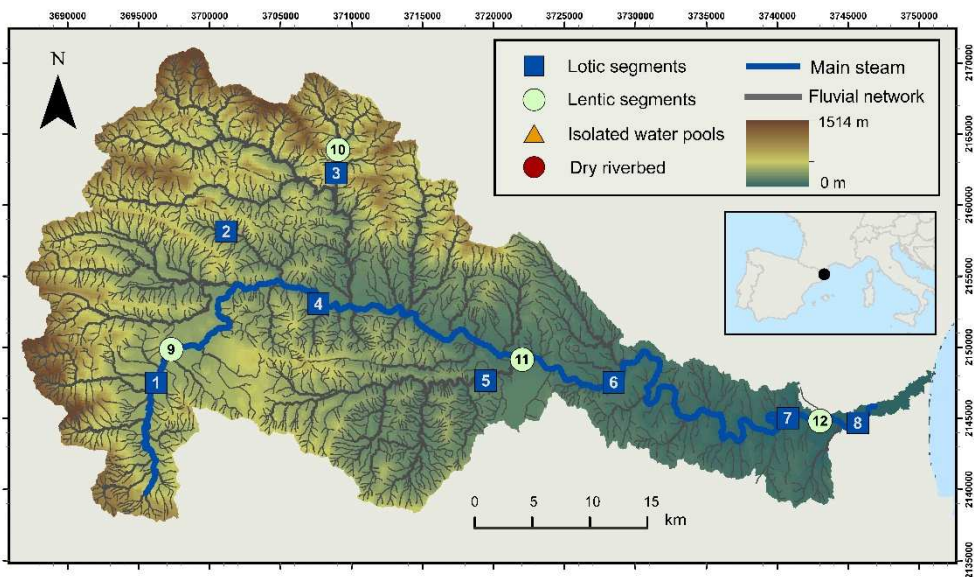 3690000 3695000 3700000 3705000 3710000 3715000 3720000 3725000 3730000 3735000 3740000 3745000 3750000
N
Lotic segments
Lentic segments
Isolated water pools
Dry riverbed
Main steam
Fluvial network
1514 m
0 m
2170000
2165000
2160000
2155000
2150000
2145000
2140000
2135000
10
3
2
4
9
1
11
5
6
7
12
8
0 5 10 15
km